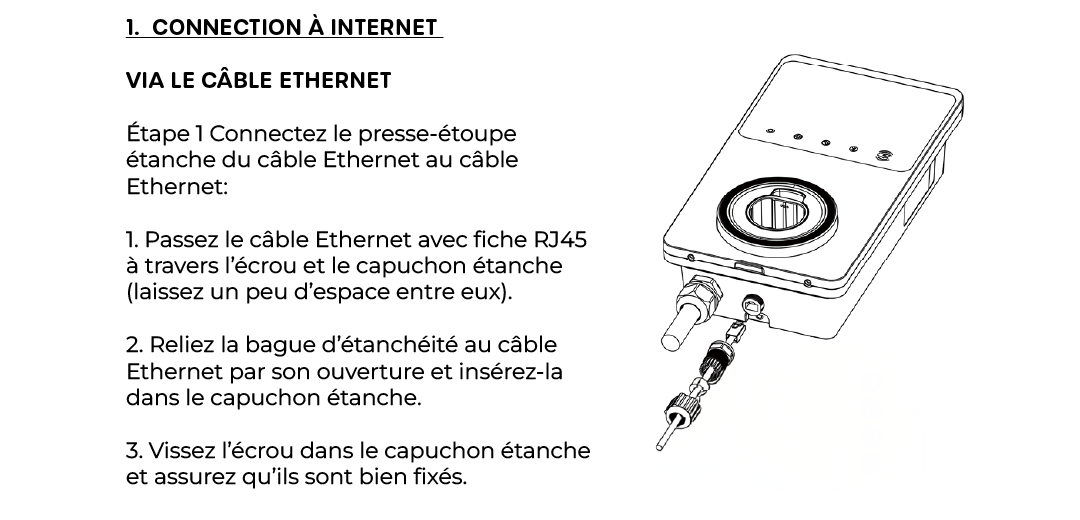 1. CONNECTION À INTERNET
VIA LE CÂBLE ETHERNET
Étape 1 Connectez le presse-étoupe
étanche du câble Ethernet au câble
Ethernet:
1. Passez le câble Ethernet avec fiche RJ45
à travers l’écrou et le capuchon étanche
(laissez un peu d’espace entre eux).
2. Reliez la bague d’étanchéité au câble
Ethernet par son ouverture et insérez-la
dans le capuchon étanche.
3. Vissez l’écrou dans le capuchon étanche
et assurez qu’ils sont bien fixés.